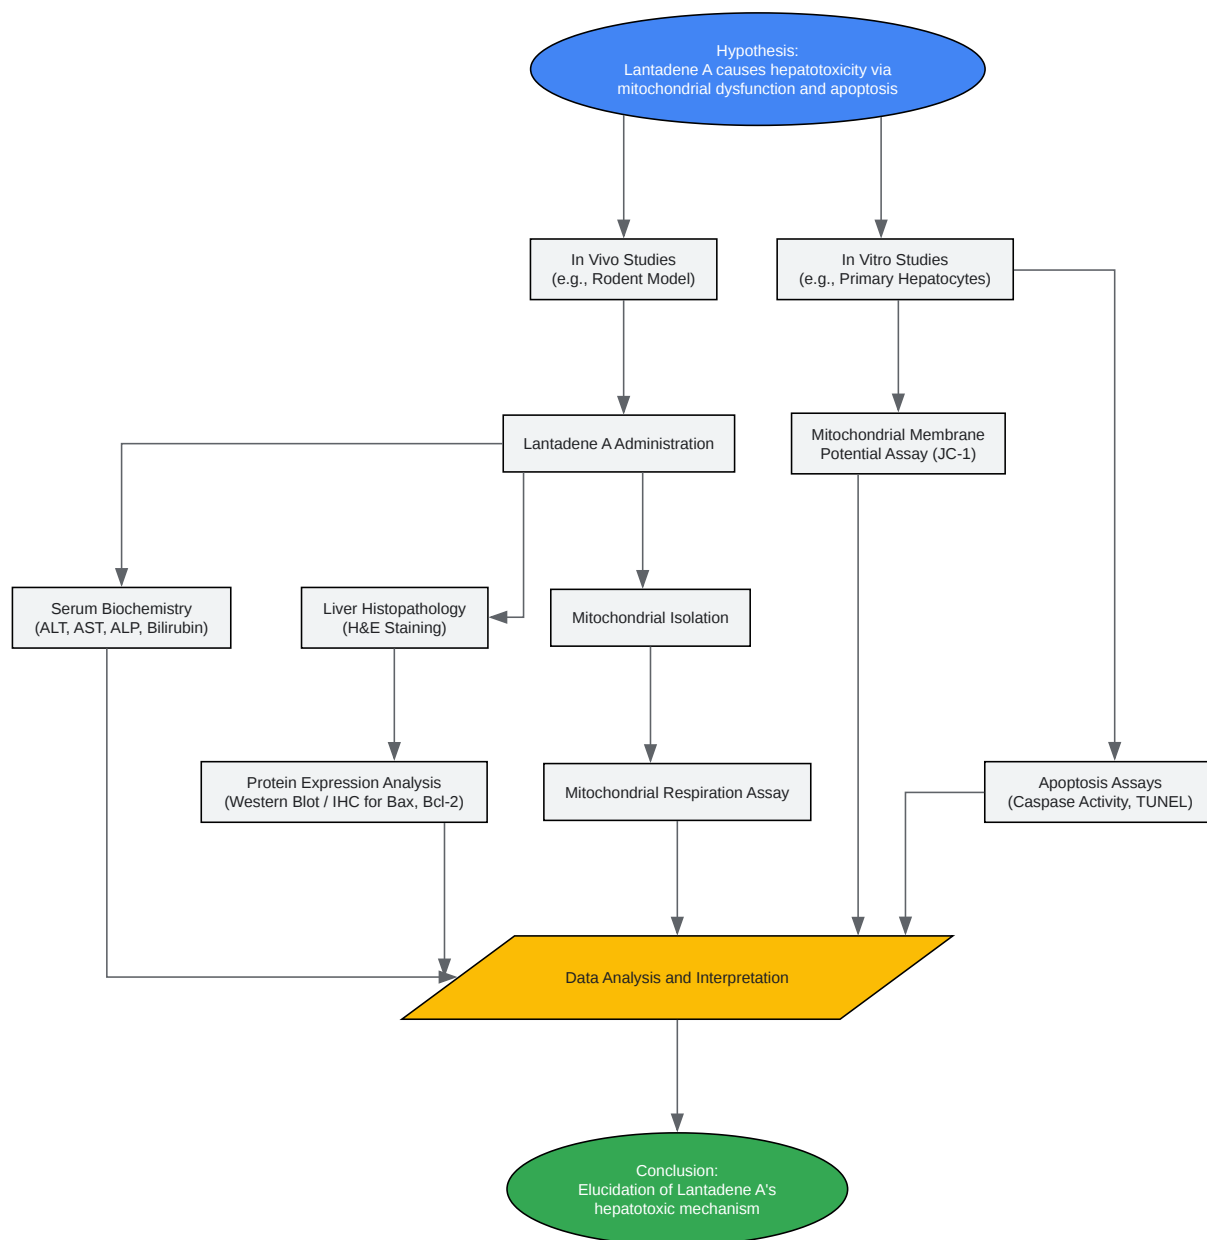 Hypothesis:
Lantadene A causes hepatotoxicity via
mitochondrial dysfunction and apoptosis
In Vivo Studies
(e.g., Rodent Model)
In Vitro Studies
(e.g., Primary Hepatocytes)
Lantadene A Administration
Mitochondrial Membrane
Potential Assay (JC-1)
Serum Biochemistry
(ALT, AST, ALP, Bilirubin)
Liver Histopathology
(H&E Staining)
Mitochondrial Isolation
Protein Expression Analysis
(Western Blot / IHC for Bax, Bcl-2)
Mitochondrial Respiration Assay
Apoptosis Assays
(Caspase Activity, TUNEL)
Data Analysis and Interpretation
Conclusion:
Elucidation of Lantadene A's
hepatotoxic mechanism